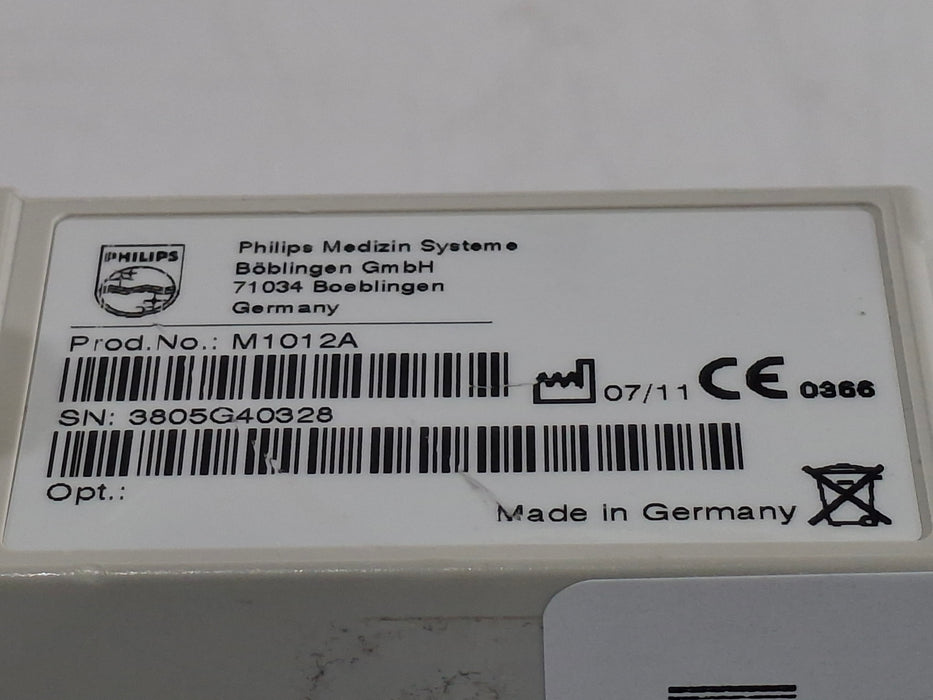 PHILIPS
Philips Medizin Systeme
Böblingen GmbH
71034 Boeblingen
Germany
Prod.No.: M1012A
07/11 CE 0366
SN: 3805G40328
Opt.:
Made in Germany